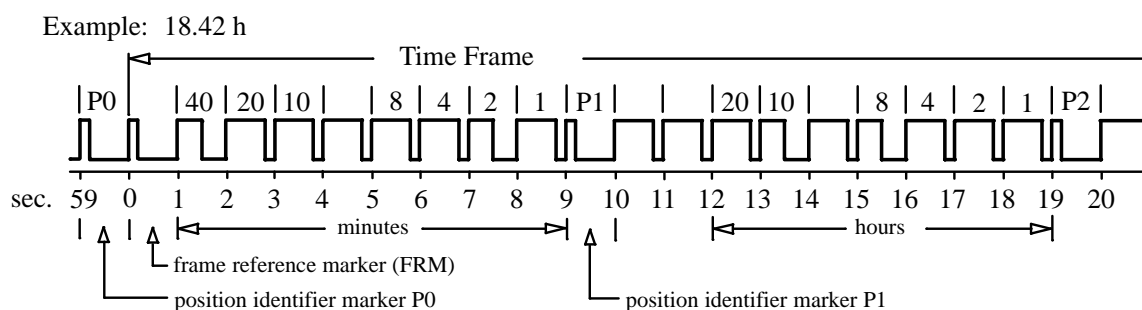 Example: 18.42 h
Time Frame
P0 40 20 10 8 4 2 1 P1 20 10 8 4 2 1 P2
sec. 59 0 1 2 3 4 5 6 7 8 9 10 11 12 13 14 15 16 17 18 19 20
minutes hours
frame reference marker (FRM)
position identifier marker P0 position identifier marker P1